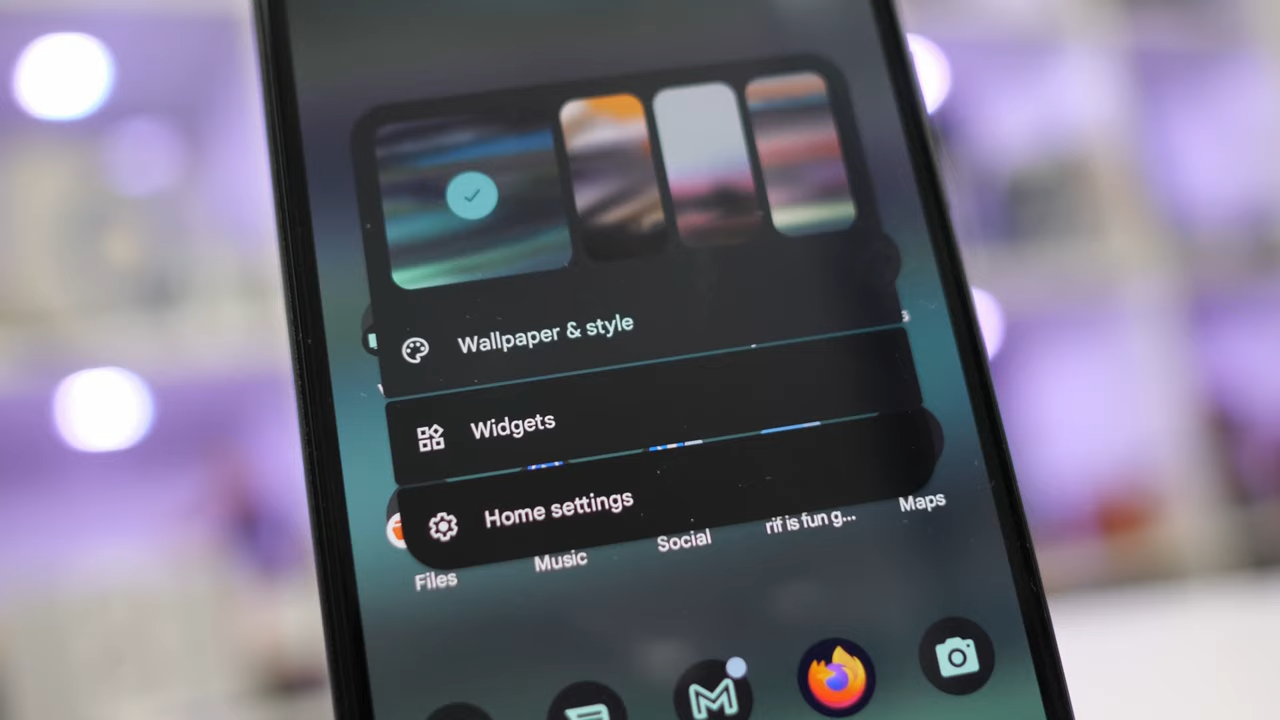 Wallpaper & style
Widgets
Home settings
Files
Music
Social
rif is fun g...
Maps